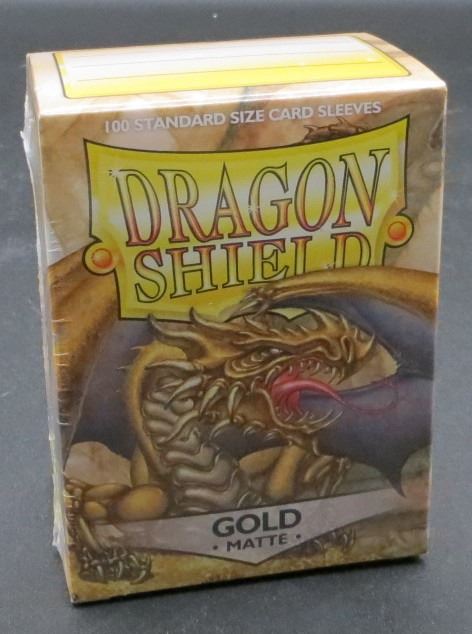 100 STANDARD SIZE CARD SLEEVES
DRAGON
SHIELD
GOLD
• MATTE •